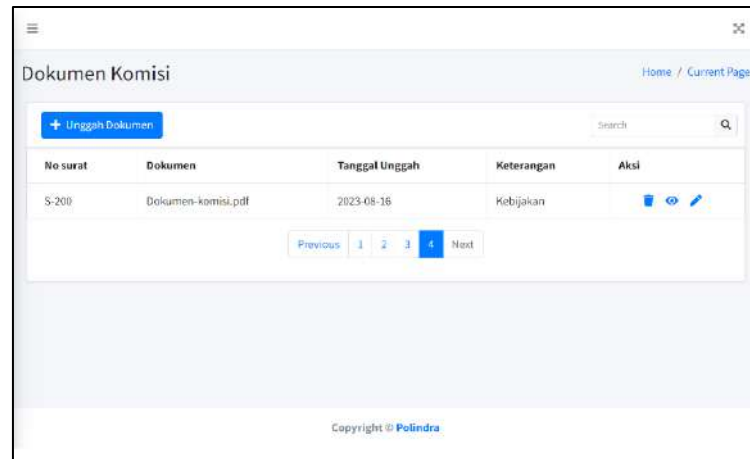 Dokumen Komisi
Home / Current Page
+ Unggah Dokumen
Search
No surat Dokumen Tanggal Unggah Keterangan Aksi
S-200 Dokumen-komisi.pdf 2023-08-16 Kebijakan
Previous 1 2 3 4 Next
Copyright © Polindra